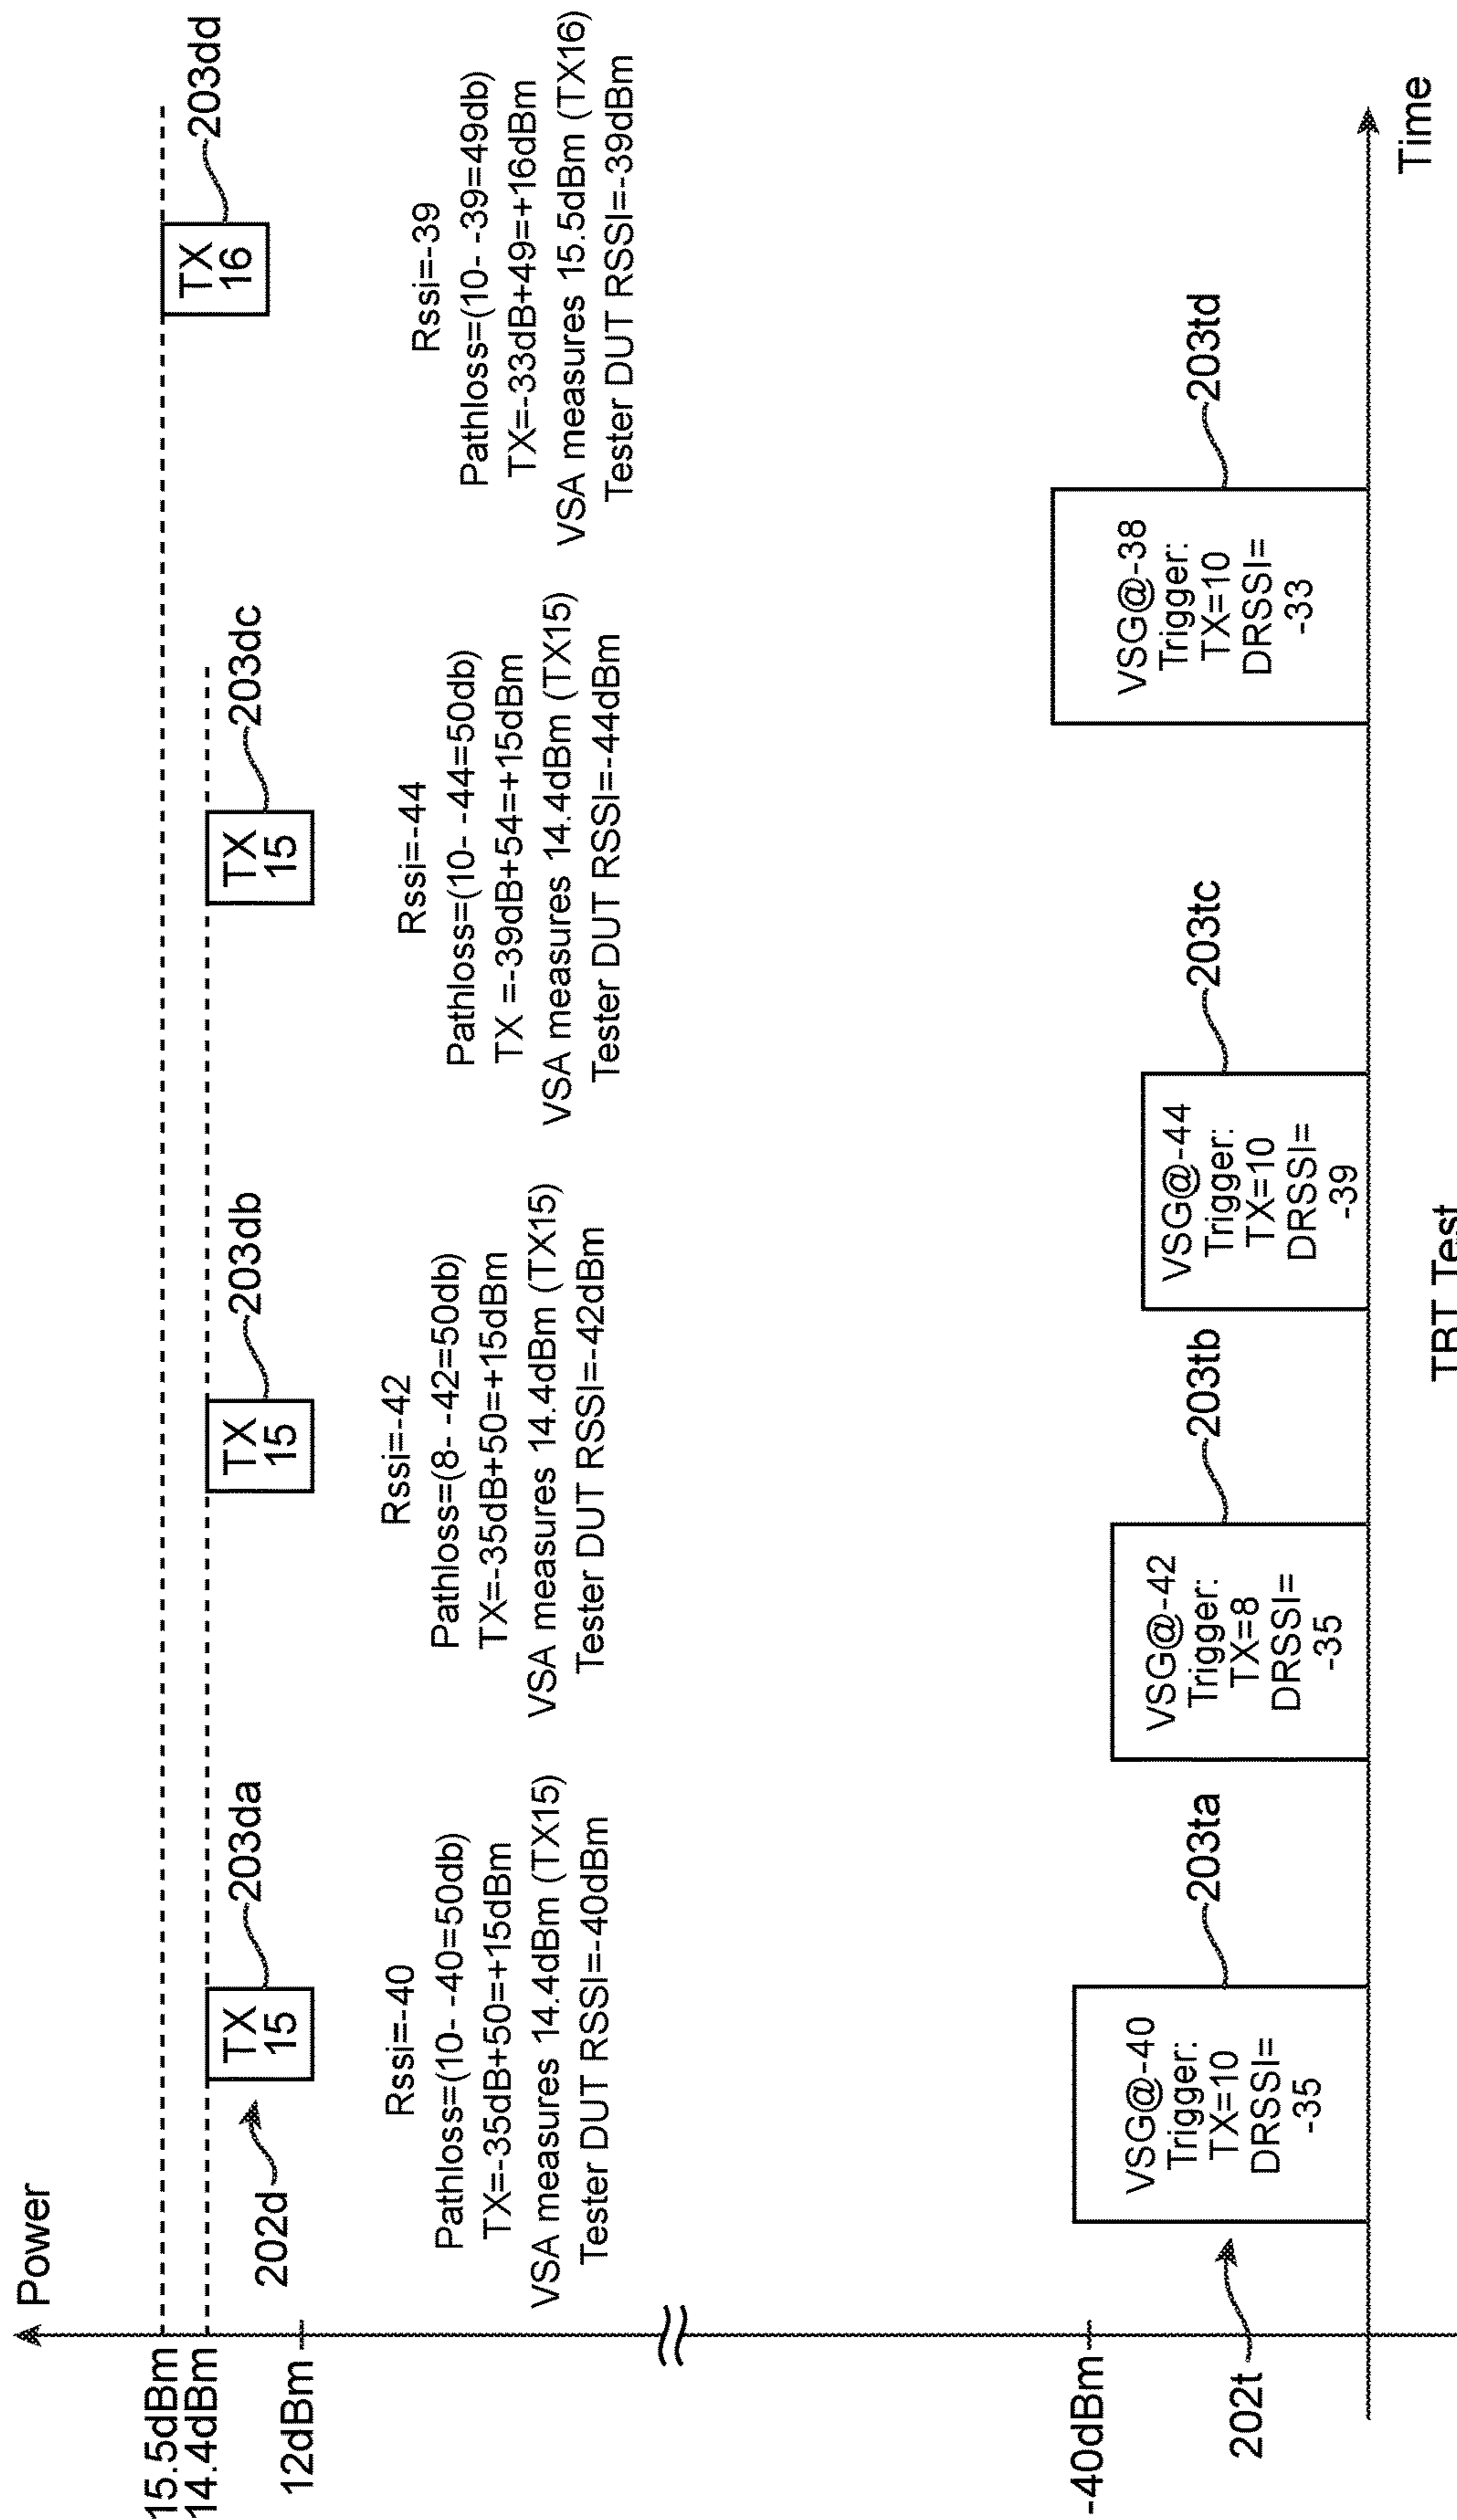 Power
15.5dBm
14.4dBm
12dBm
-40dBm
202d
TX
15
203da
TX
15
203db
TX
15
203dc
TX
16
203dd
Rssi=-40
Pathloss=(10- -40=50db)
TX=-35dB+50=+15dBm
VSA measures 14.4dBm (TX15)
Tester DUT RSSI=-40dBm
Rssi=-42
Pathloss=(8- -42=50db)
TX=-35dB+50=+15dBm
VSA measures 14.4dBm (TX15)
Tester DUT RSSI=-42dBm
Rssi=-44
Pathloss=(10- -44=50db)
TX =-39dB+54=+15dBm
VSA measures 14.4dBm (TX15)
Tester DUT RSSI=-44dBm
Rssi=-39
Pathloss=(10- -39=49db)
TX=-33dB+49=+16dBm
VSA measures 15.5dBm (TX16)
Tester DUT RSSI=-39dBm
202t
VSG@-40
Trigger:
TX=10
DRSSI=
-35
203ta
VSG@-42
Trigger:
TX=8
DRSSI=
-35
203tb
VSG@-44
Trigger:
TX=10
DRSSI=
-39
203tc
VSG@-38
Trigger:
TX=10
DRSSI=
-33
203td
Time
TBT Test